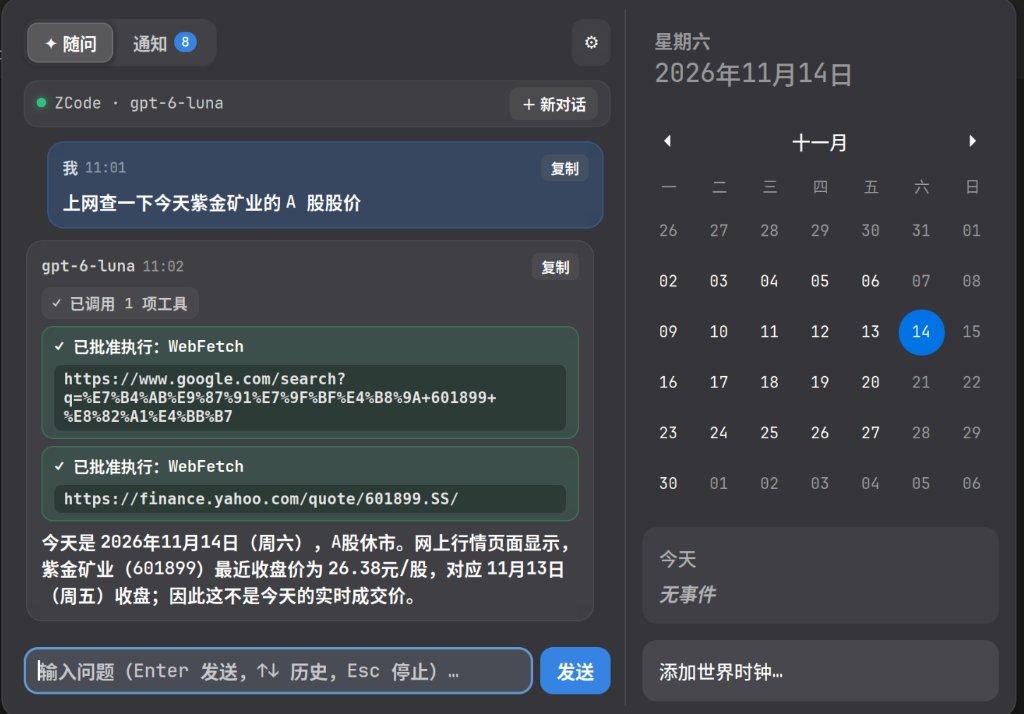 ✦ 随问
通知 8
ZCode · gpt-6-luna
+ 新对话
我 11:01
复制
上网查一下今天紫金矿业的 A 股股价
gpt-6-luna 11:02
复制
✓ 已调用 1 项工具
✓ 已批准执行：WebFetch
https://www.google.com/search?
q=%E7%B4%AB%E9%87%91%E7%9F%BF%E4%B8%9A+601899+
%E8%82%A1%E4%BB%B7
✓ 已批准执行：WebFetch
https://finance.yahoo.com/quote/601899.SS/
今天是 2026年11月14日（周六），A股休市。网上行情页面显示，
紫金矿业（601899）最近收盘价为 26.38元/股，对应 11月13日
（周五）收盘；因此这不是今天的实时成交价。
输入问题（Enter 发送，↑↓ 历史，Esc 停止）…
发送
星期六
2026年11月14日
十一月
一 二 三 四 五 六 日
26 27 28 29 30 31 01
02 03 04 05 06 07 08
09 10 11 12 13 14 15
16 17 18 19 20 21 22
23 24 25 26 27 28 29
30 01 02 03 04 05 06
今天
无事件
添加世界时钟…